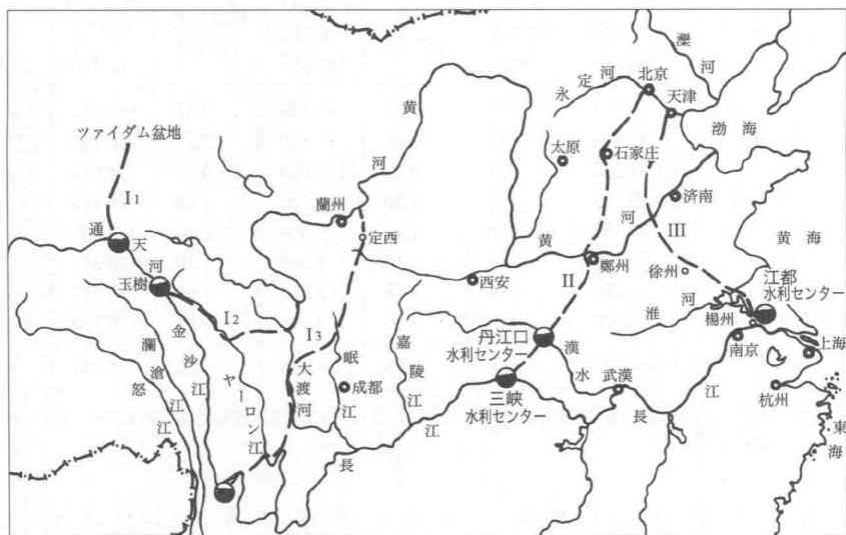 灤河
永定河
北京
天津
渤海
黄河
太原
石家庄
済南
ツァイダム盆地
I1
蘭州
定西
通天河
玉樹
I2
I3
西安
黄河
鄭州
II
III
徐州
黄海
江都
水利センター
淮河
揚州
南京
上海
丹江口
水利センター
漢水
三峡
水利センター
武漢
長江
杭州
東海
金沙江
瀾滄江
怒江
ヤーロン江
大渡河
岷江
成都
嘉陵江
長江